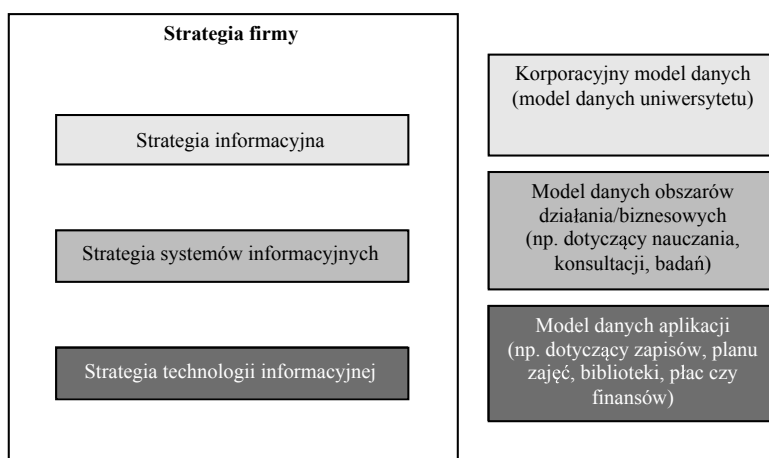 Strategia firmy
Strategia informacyjna
Strategia systemów informacyjnych
Strategia technologii informacyjnej
Korporacyjny model danych
(model danych uniwersytetu)
Model danych obszarów
działania/biznesowych
(np. dotyczący nauczania,
konsultacji, badań)
Model danych aplikacji
(np. dotyczący zapisów, planu
zajęć, biblioteki, płac czy
finansów)